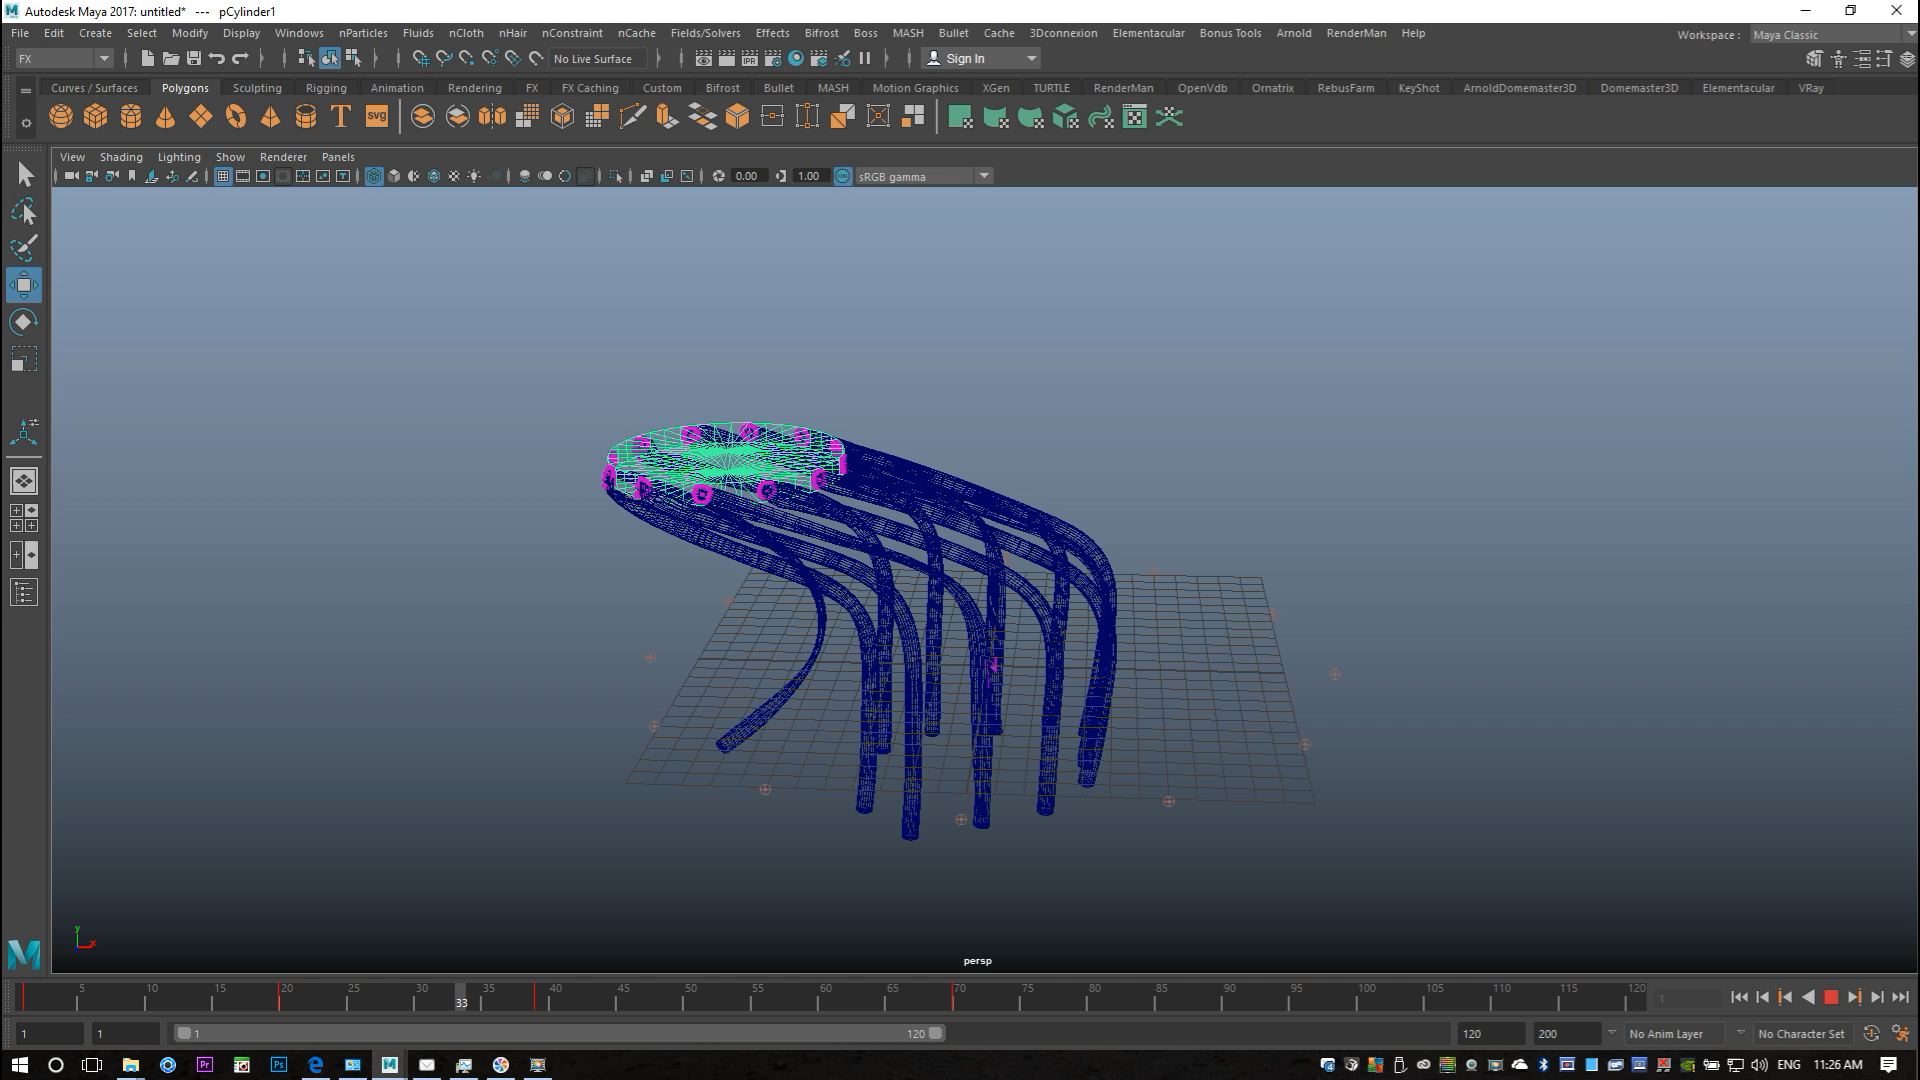 Autodesk Maya 2017: untitled* --- pCylinder1
File Edit Create Select Modify Display Windows nParticles Fluids nCloth nHair nConstraint nCache Fields/Solvers Effects Bifrost Boss MASH Bullet Cache 3Dconnexion Elementacular Bonus Tools Arnold RenderMan Help Workspace : Maya Classic
FX No Live Surface IPR Sign In
Curves / Surfaces Polygons Sculpting Rigging Animation Rendering FX FX Caching Custom Bifrost Bullet MASH Motion Graphics XGen TURTLE RenderMan OpenVdb Ornatrix RebusFarm KeyShot ArnoldDomemaster3D Domemaster3D Elementacular VRay
T svg
View Shading Lighting Show Renderer Panels
0.00 1.00 ON sRGB gamma
y
x
persp
5 10 15 20 25 30 35 40 45 50 55 60 65 70 75 80 85 90 95 100 105 110 115 120
33 1
1 1 1 120 120 200 No Anim Layer No Character Set
Pr Ps M ENG 11:26 AM